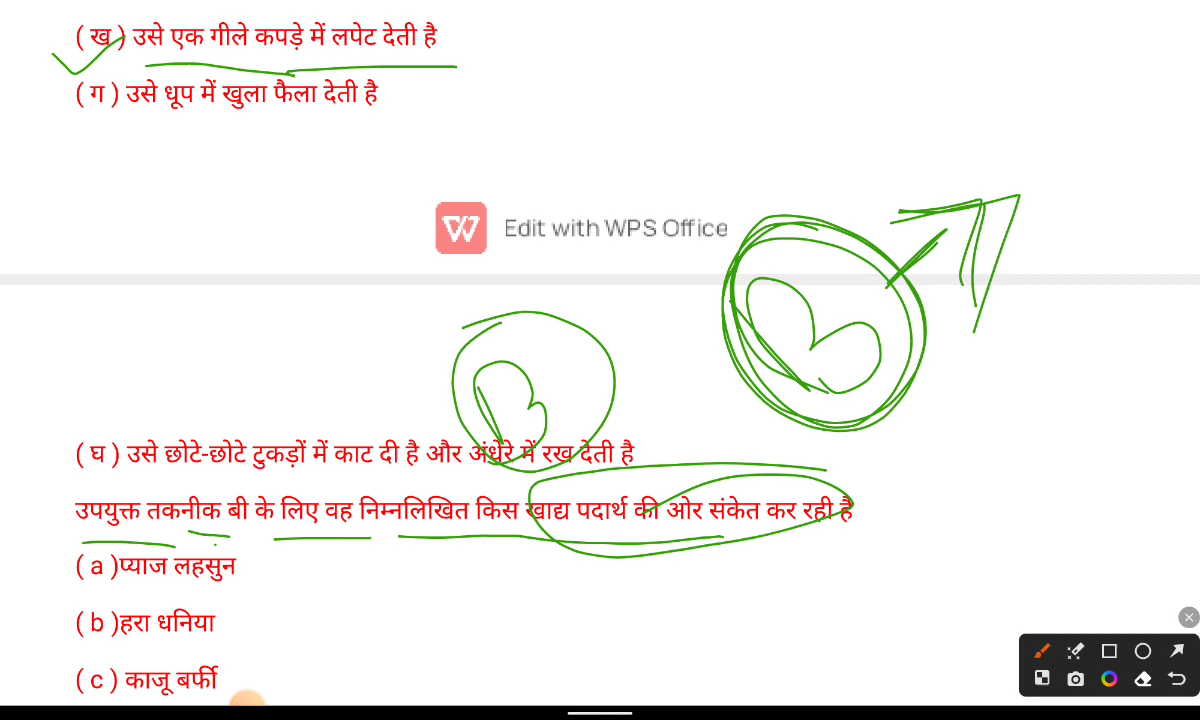 ( ख ) उसे एक गीले कपड़े में लपेट देती है
( ग ) उसे धूप में खुला फैला देती है
Edit with WPS Office
B
B
( घ ) उसे छोटे-छोटे टुकड़ों में काट दी है और अंधेरे में रख देती है
उपयुक्त तकनीक बी के लिए वह निम्नलिखित किस खाद्य पदार्थ की ओर संकेत कर रही है
( a )प्याज लहसुन
( b )हरा धनिया
( c ) काजू बर्फी